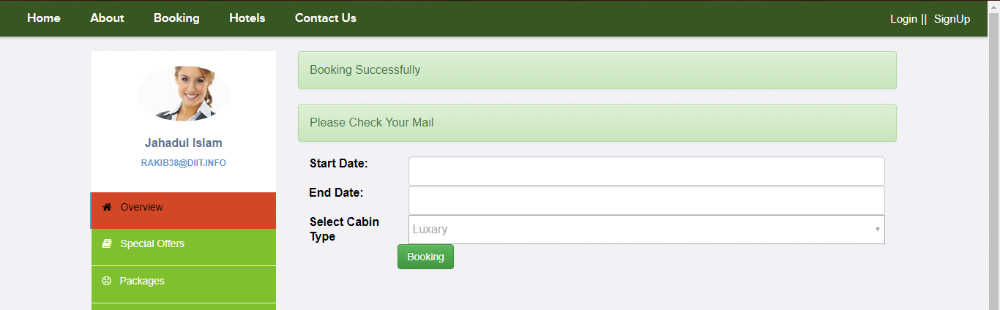 Home About Booking Hotels Contact Us Login || SignUp
Jahadul Islam
RAKIB38@DIIT.INFO
Overview
Special Offers
Packages
Booking Successfully
Please Check Your Mail
Start Date:
End Date:
Select Cabin
Type
Luxary
Booking